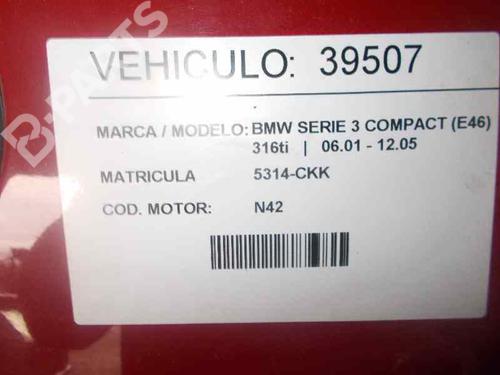 VEHICULO: 39507
MARCA / MODELO: BMW SERIE 3 COMPACT (E46)
316ti | 06.01 - 12.05
MATRICULA 5314-CKK
COD. MOTOR: N42
B-PARTS